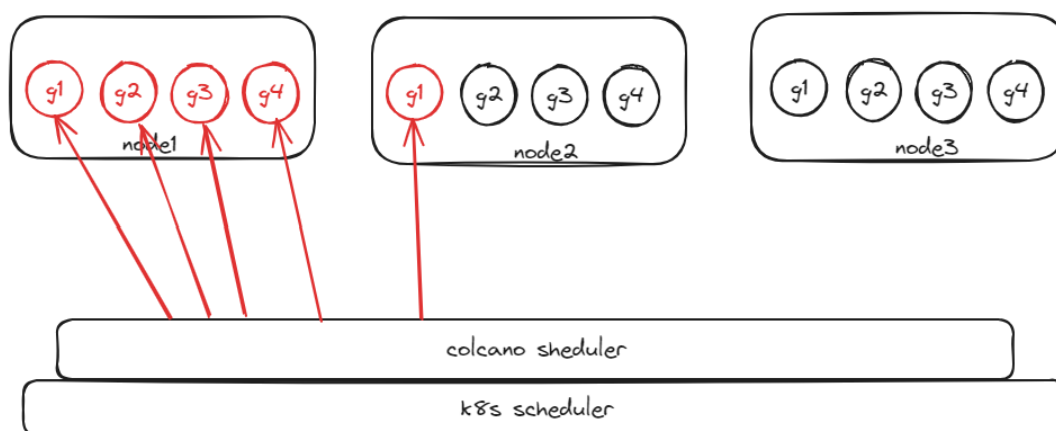 g1 g2 g3 g4
node1
g1 g2 g3 g4
node2
g1 g2 g3 g4
node3
colcano sheduler
k8s scheduler